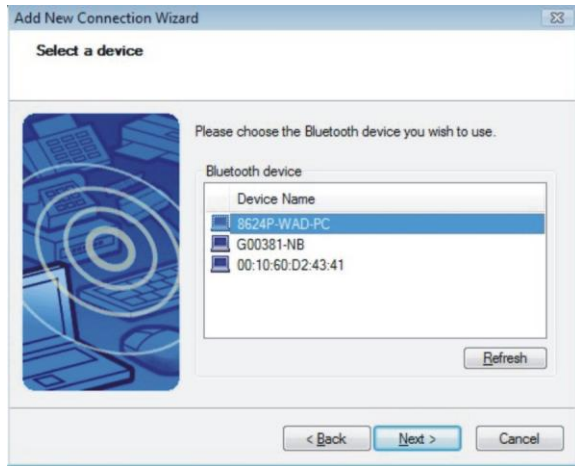 Add New Connection Wizard
Select a device
Please choose the Bluetooth device you wish to use.
Bluetooth device
Device Name
8624P-WAD-PC
G00381-NB
00:10:60:D2:43:41
Refresh
< Back Next > Cancel